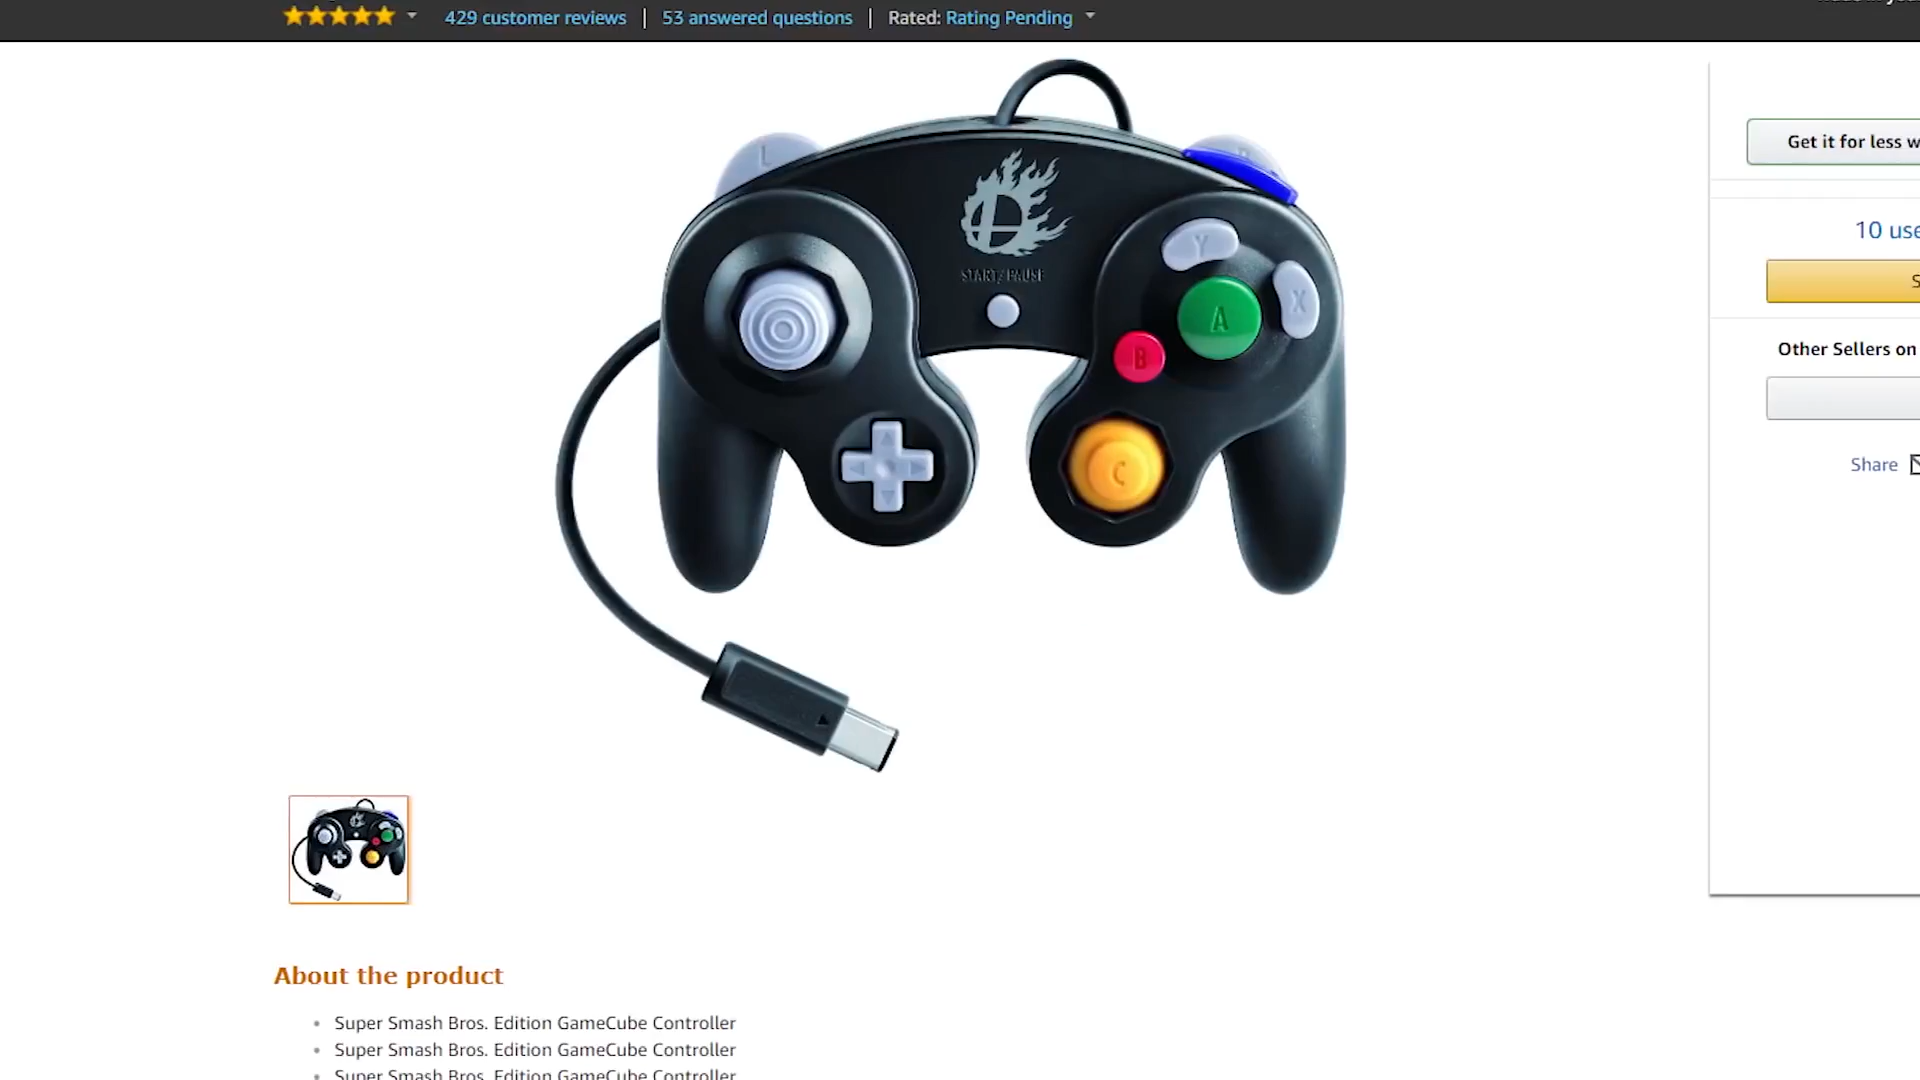 429 customer reviews | 53 answered questions | Rated: Rating Pending
Get it for less w
10 use
Other Sellers on
Share
L
START/PAUSE
Y
X
A
B
C
About the product
• Super Smash Bros. Edition GameCube Controller
• Super Smash Bros. Edition GameCube Controller
• Super Smash Bros. Edition GameCube Controller